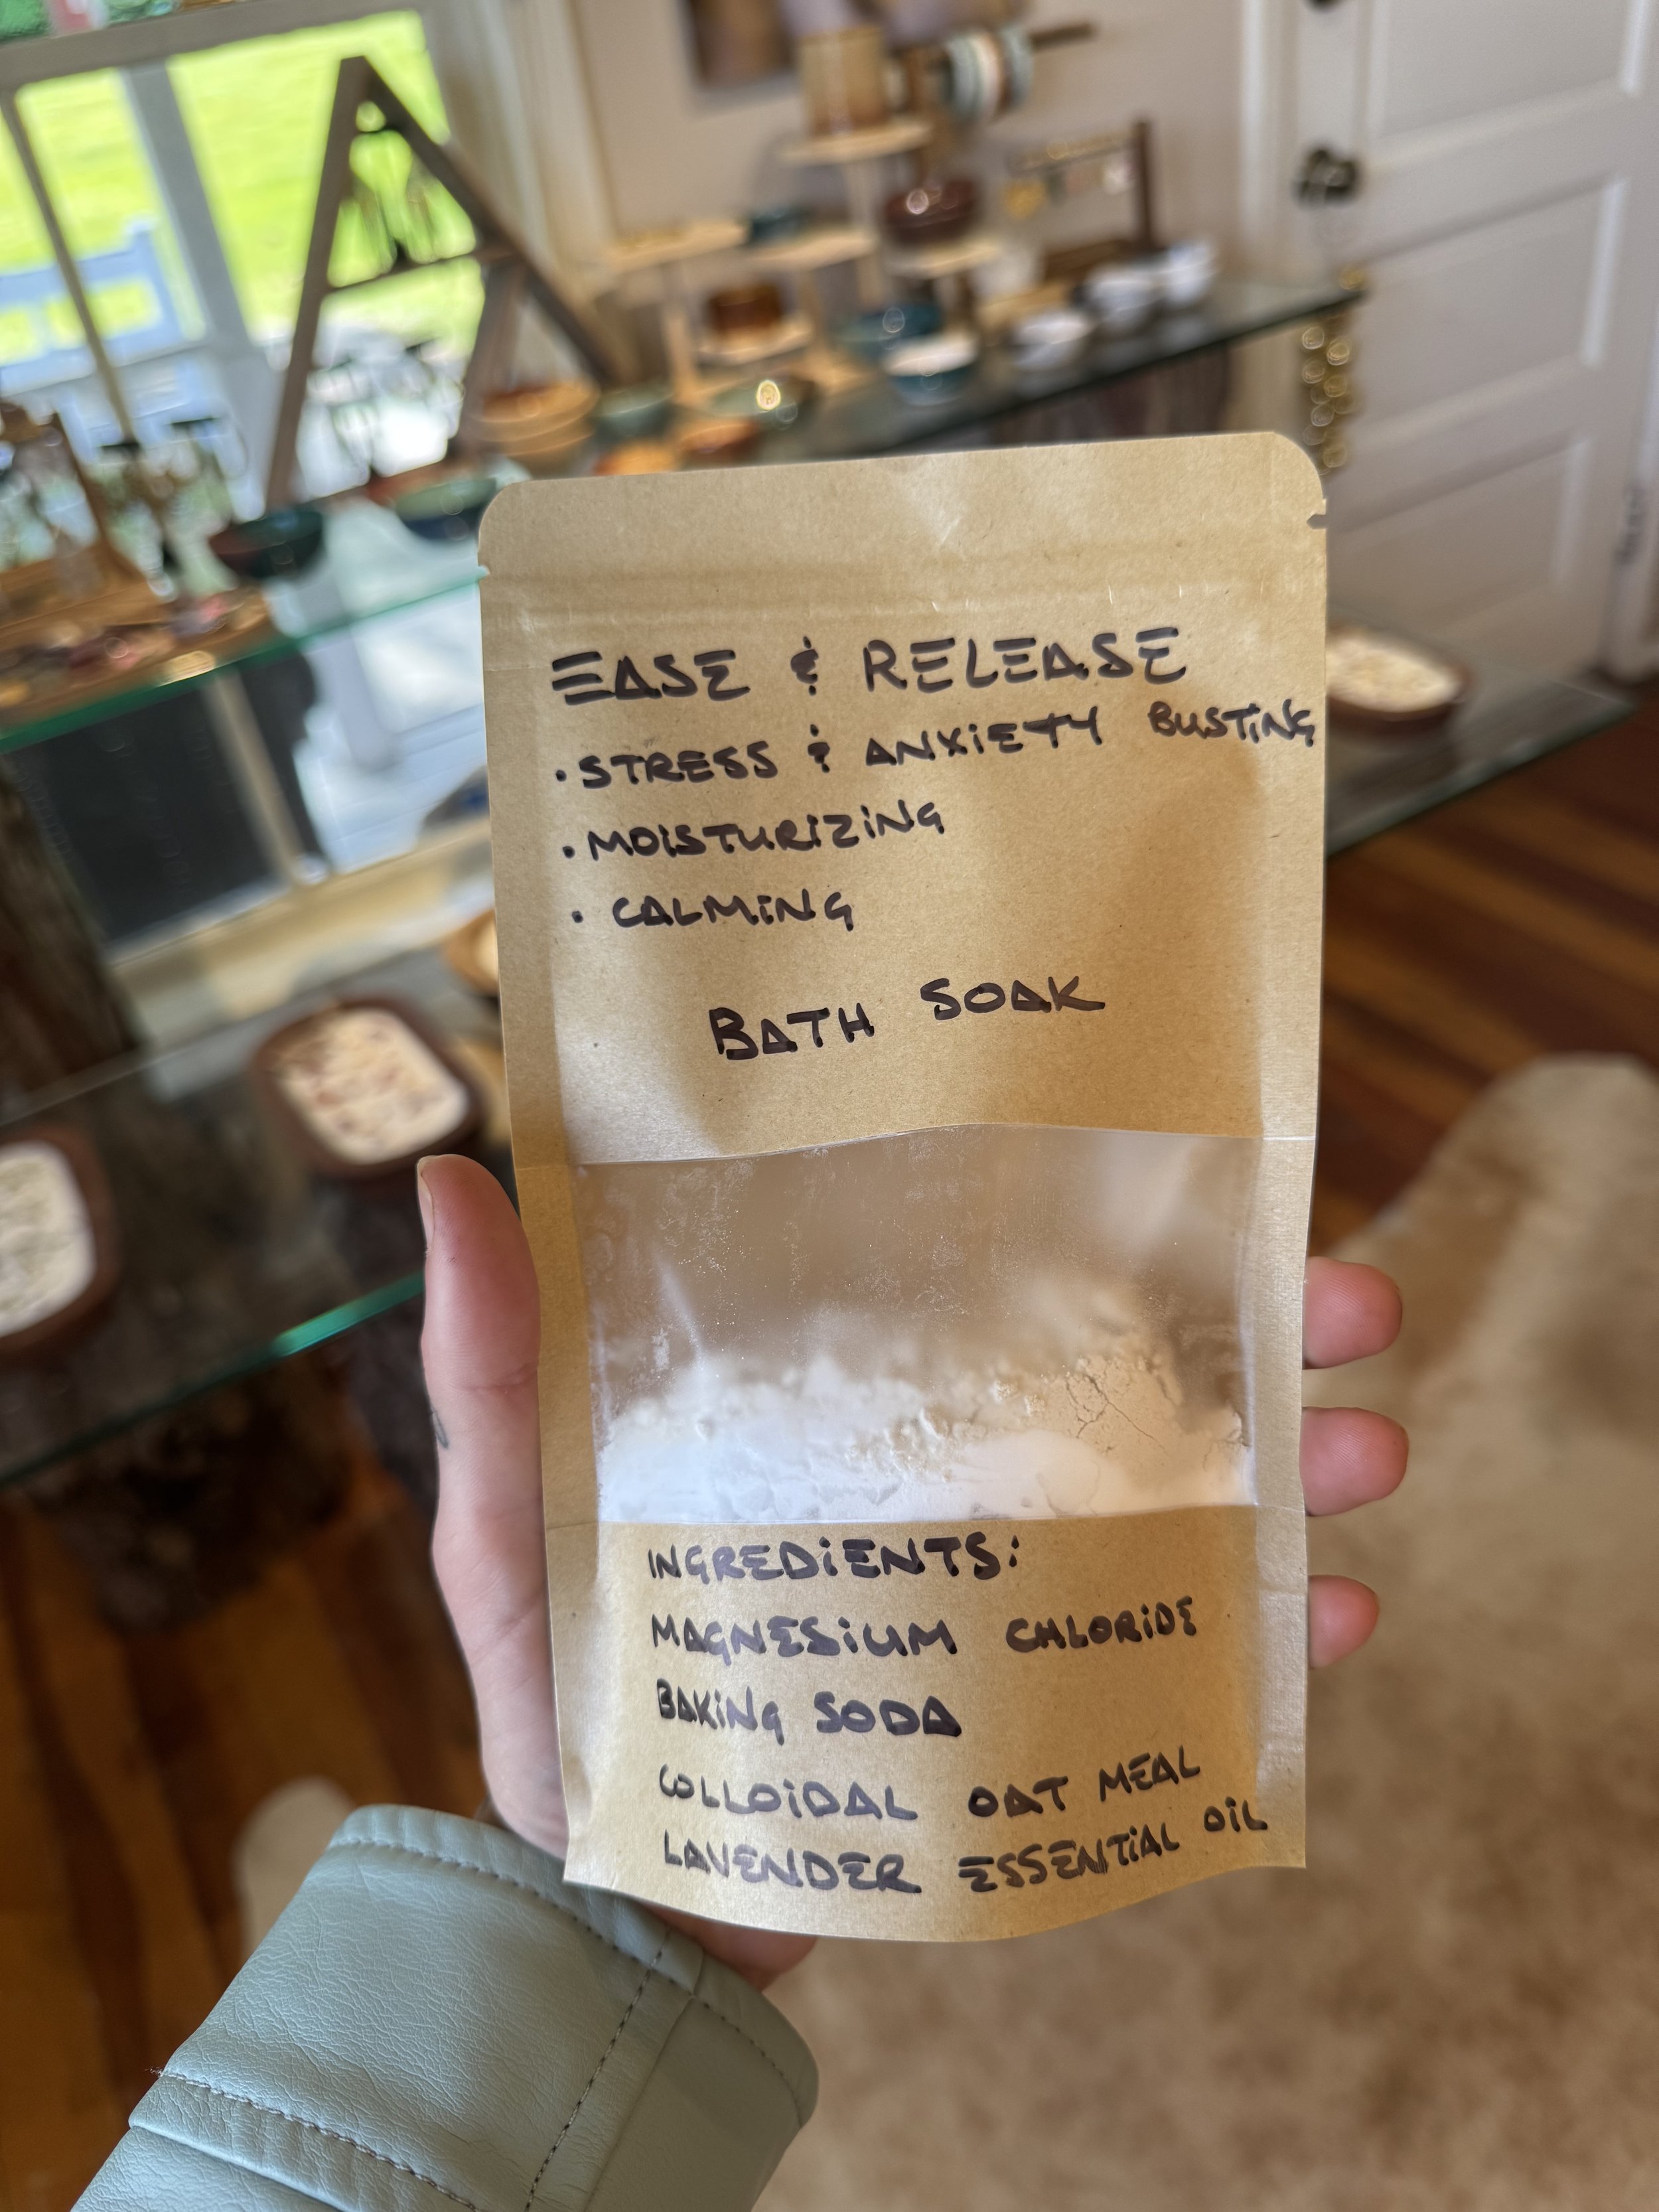 EASE & RELEASE
• STRESS & ANXIETY BUSTING
• MOISTURIZING
• CALMING
BATH SOAK
INGREDIENTS:
MAGNESIUM CHLORIDE
BAKING SODA
COLLOIDAL OAT MEAL
LAVENDER ESSENTIAL OIL